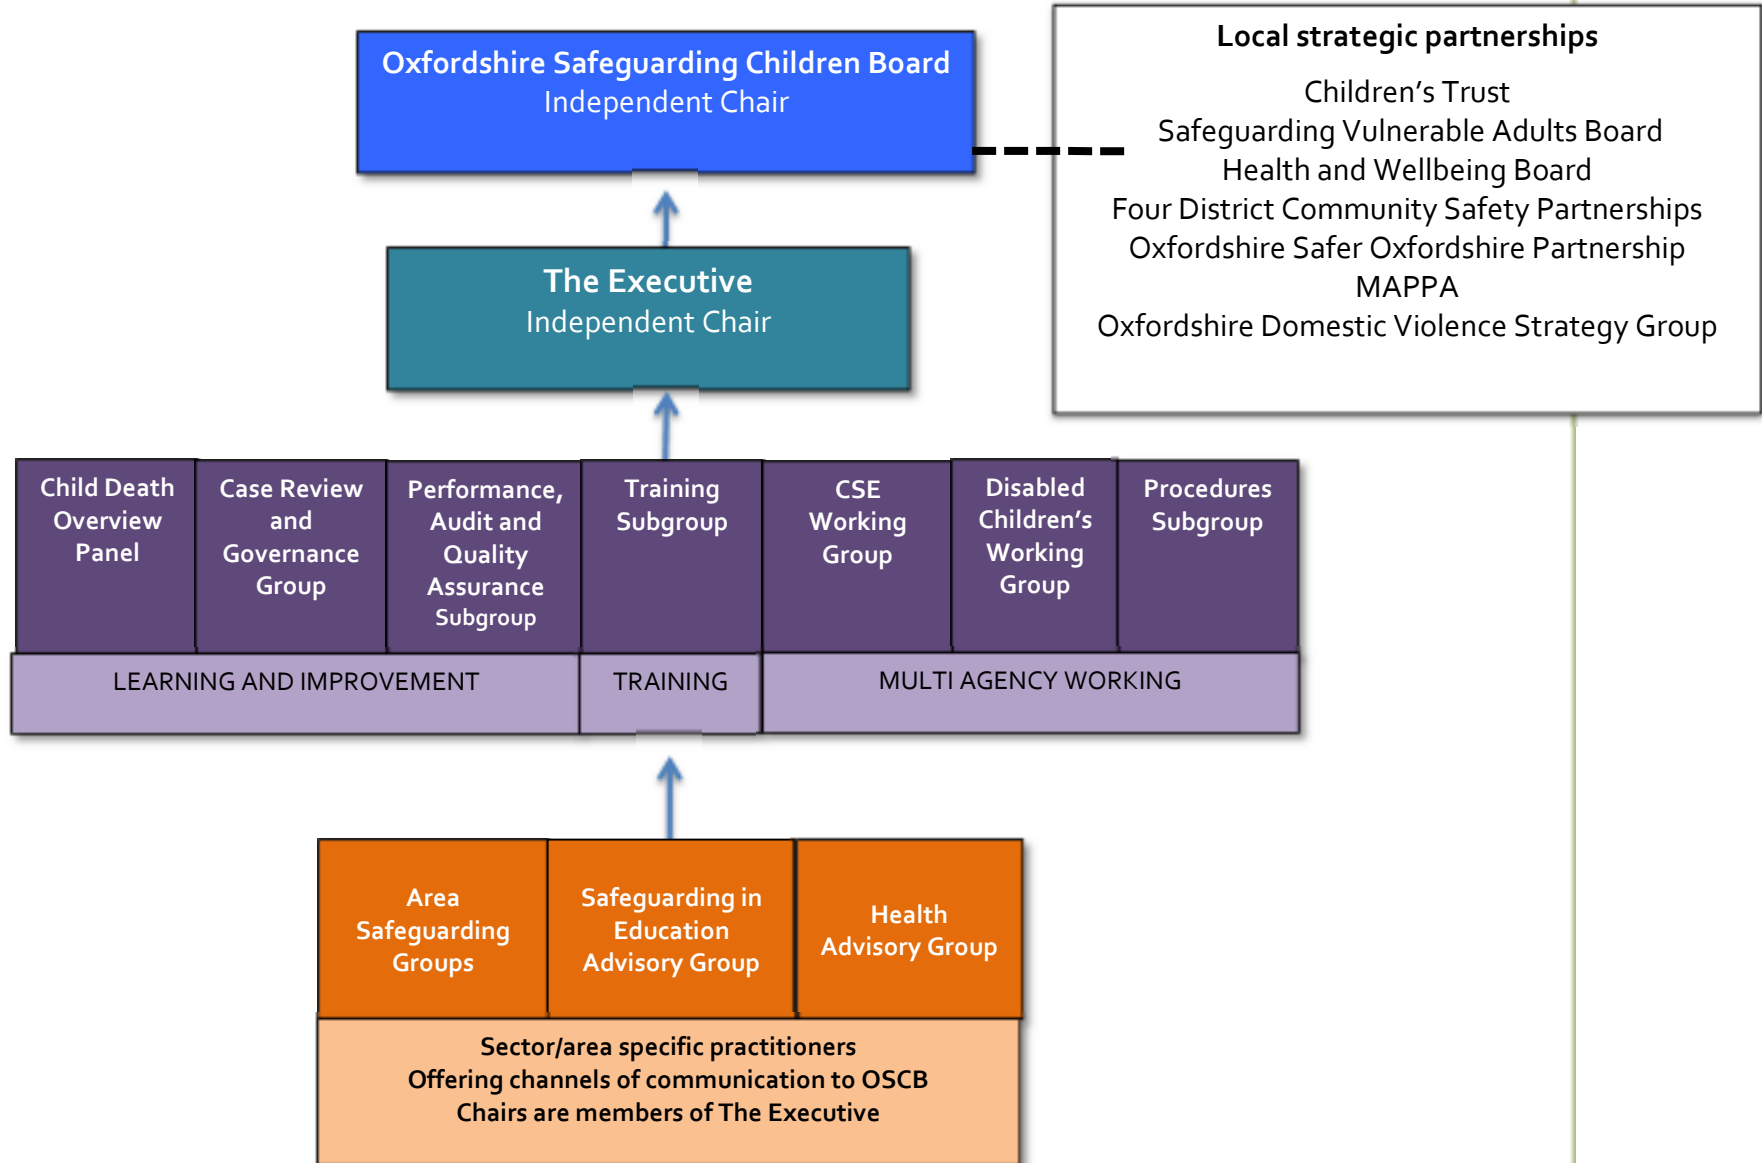 Oxfordshire Safeguarding Children Board
Independent Chair
Local strategic partnerships
Children’s Trust
Safeguarding Vulnerable Adults Board
Health and Wellbeing Board
Four District Community Safety Partnerships
Oxfordshire Safer Oxfordshire Partnership
MAPPA
Oxfordshire Domestic Violence Strategy Group
The Executive
Independent Chair
Child Death
Overview
Panel
Case Review
and
Governance
Group
Performance,
Audit and
Quality
Assurance
Subgroup
Training
Subgroup
CSE
Working
Group
Disabled
Children’s
Working
Group
Procedures
Subgroup
LEARNING AND IMPROVEMENT
TRAINING
MULTI AGENCY WORKING
Area
Safeguarding
Groups
Safeguarding in
Education
Advisory Group
Health
Advisory Group
Sector/area specific practitioners
Offering channels of communication to OSCB
Chairs are members of The Executive